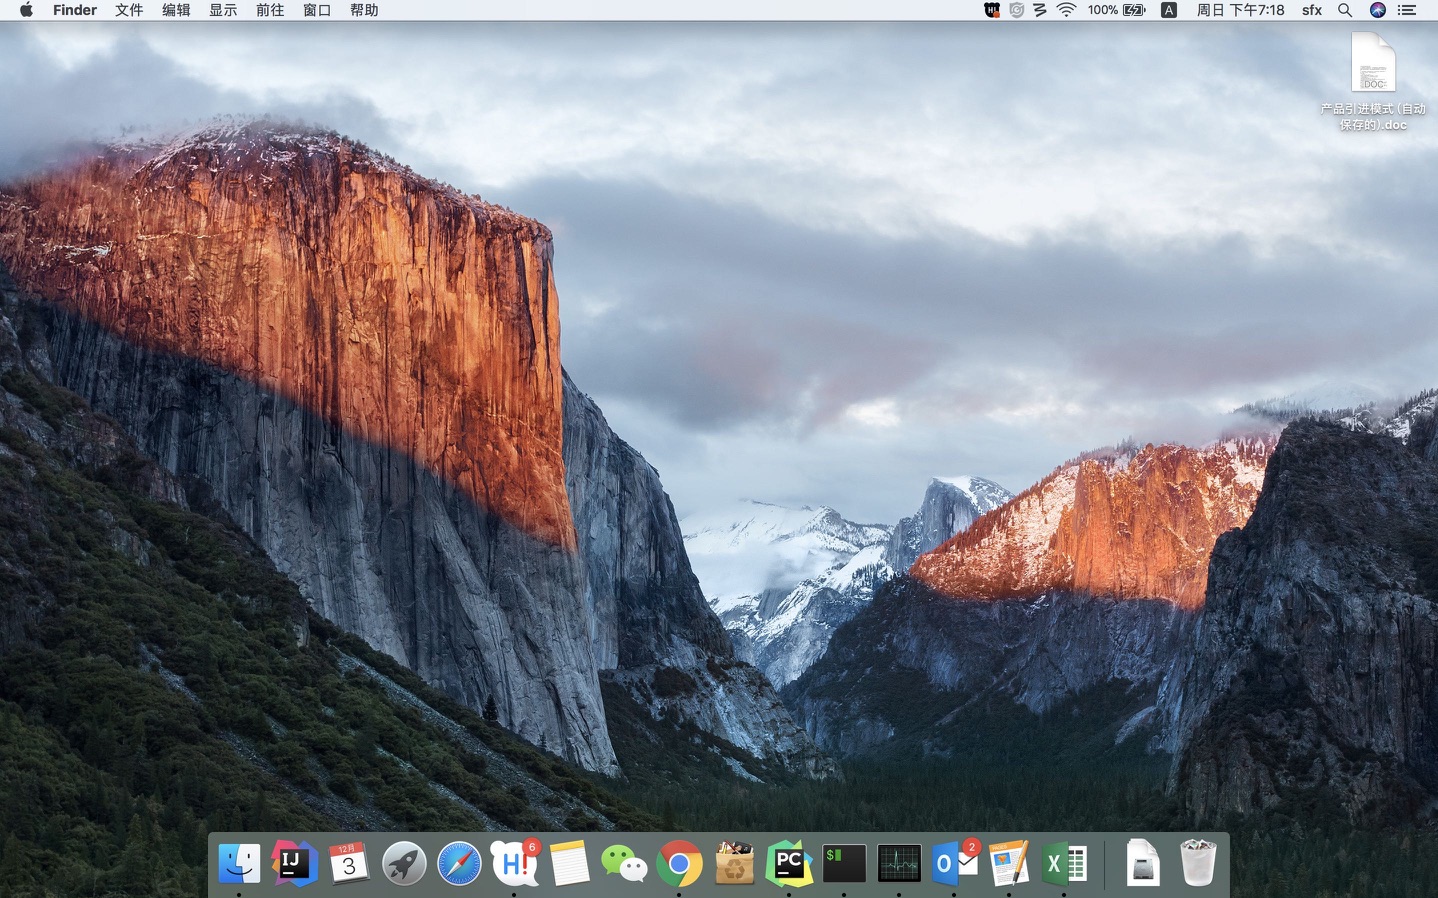 Finder 文件 编辑 显示 前往 窗口 帮助 H! 100% A 周日 下午7:18 sfx
DOC
产品引进模式 (自动
保存的).doc
IJ 12月 3 H! 6 PC $ O 2 PAGES X